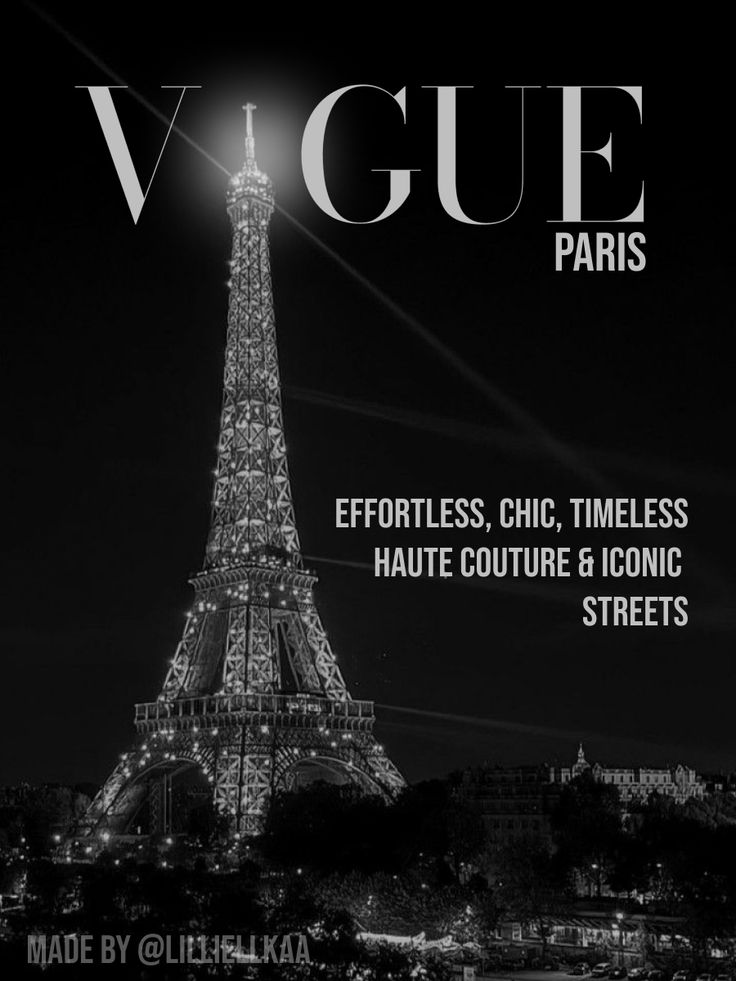 VOGUE
PARIS
EFFORTLESS, CHIC, TIMELESS
HAUTE COUTURE & ICONIC
STREETS
MADE BY @LILLIELLKAA